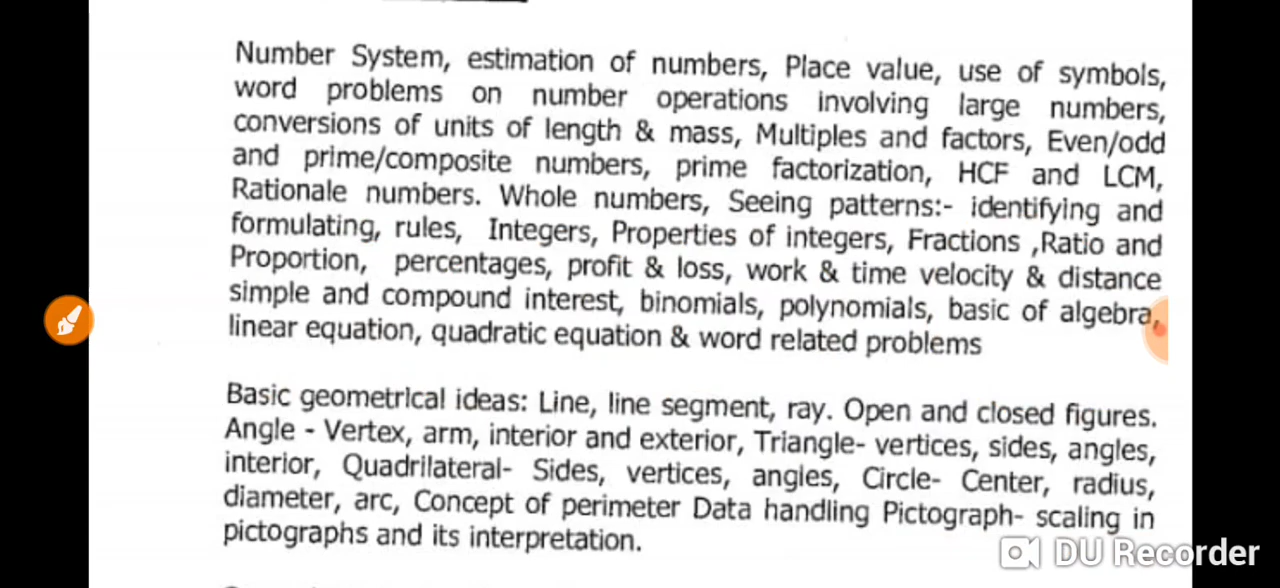 Number System, estimation of numbers, Place value, use of symbols,
word problems on number operations involving large numbers,
conversions of units of length & mass, Multiples and factors, Even/odd
and prime/composite numbers, prime factorization, HCF and LCM,
Rationale numbers. Whole numbers, Seeing patterns:- identifying and
formulating, rules, Integers, Properties of integers, Fractions ,Ratio and
Proportion, percentages, profit & loss, work & time velocity & distance
simple and compound interest, binomials, polynomials, basic of algebra,
linear equation, quadratic equation & word related problems
Basic geometrical ideas: Line, line segment, ray. Open and closed figures.
Angle - Vertex, arm, interior and exterior, Triangle- vertices, sides, angles,
interior, Quadrilateral- Sides, vertices, angles, Circle- Center, radius,
diameter, arc, Concept of perimeter Data handling Pictograph- scaling in
pictographs and its interpretation.
DU Recorder